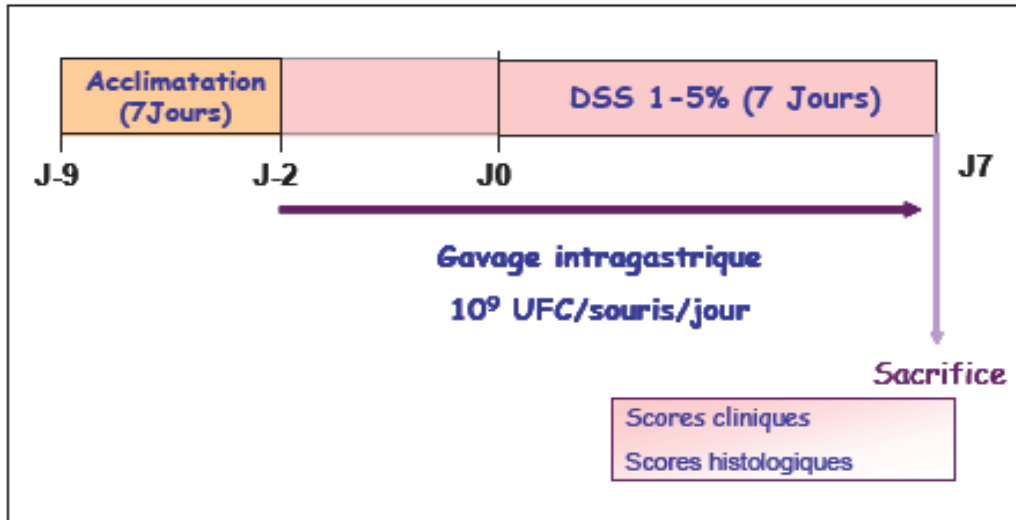 Acclimatation
(7Jours)
DSS 1-5% (7 Jours)
J-9
J-2
J0
J7
Gavage intragastrique
10⁹ UFC/souris/jour
Sacrifice
Scores cliniques
Scores histologiques